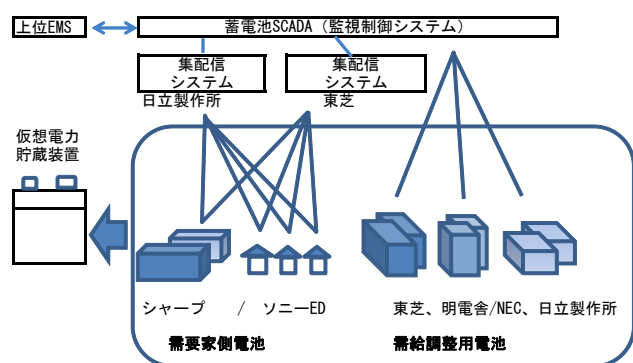 上位EMS
蓄電池SCADA（監視制御システム）
集配信
システム
日立製作所
集配信
システム
東芝
仮想電力
貯蔵装置
シャープ / ソニーED
東芝、明電舎/NEC、日立製作所
需要家側電池
需給調整用電池